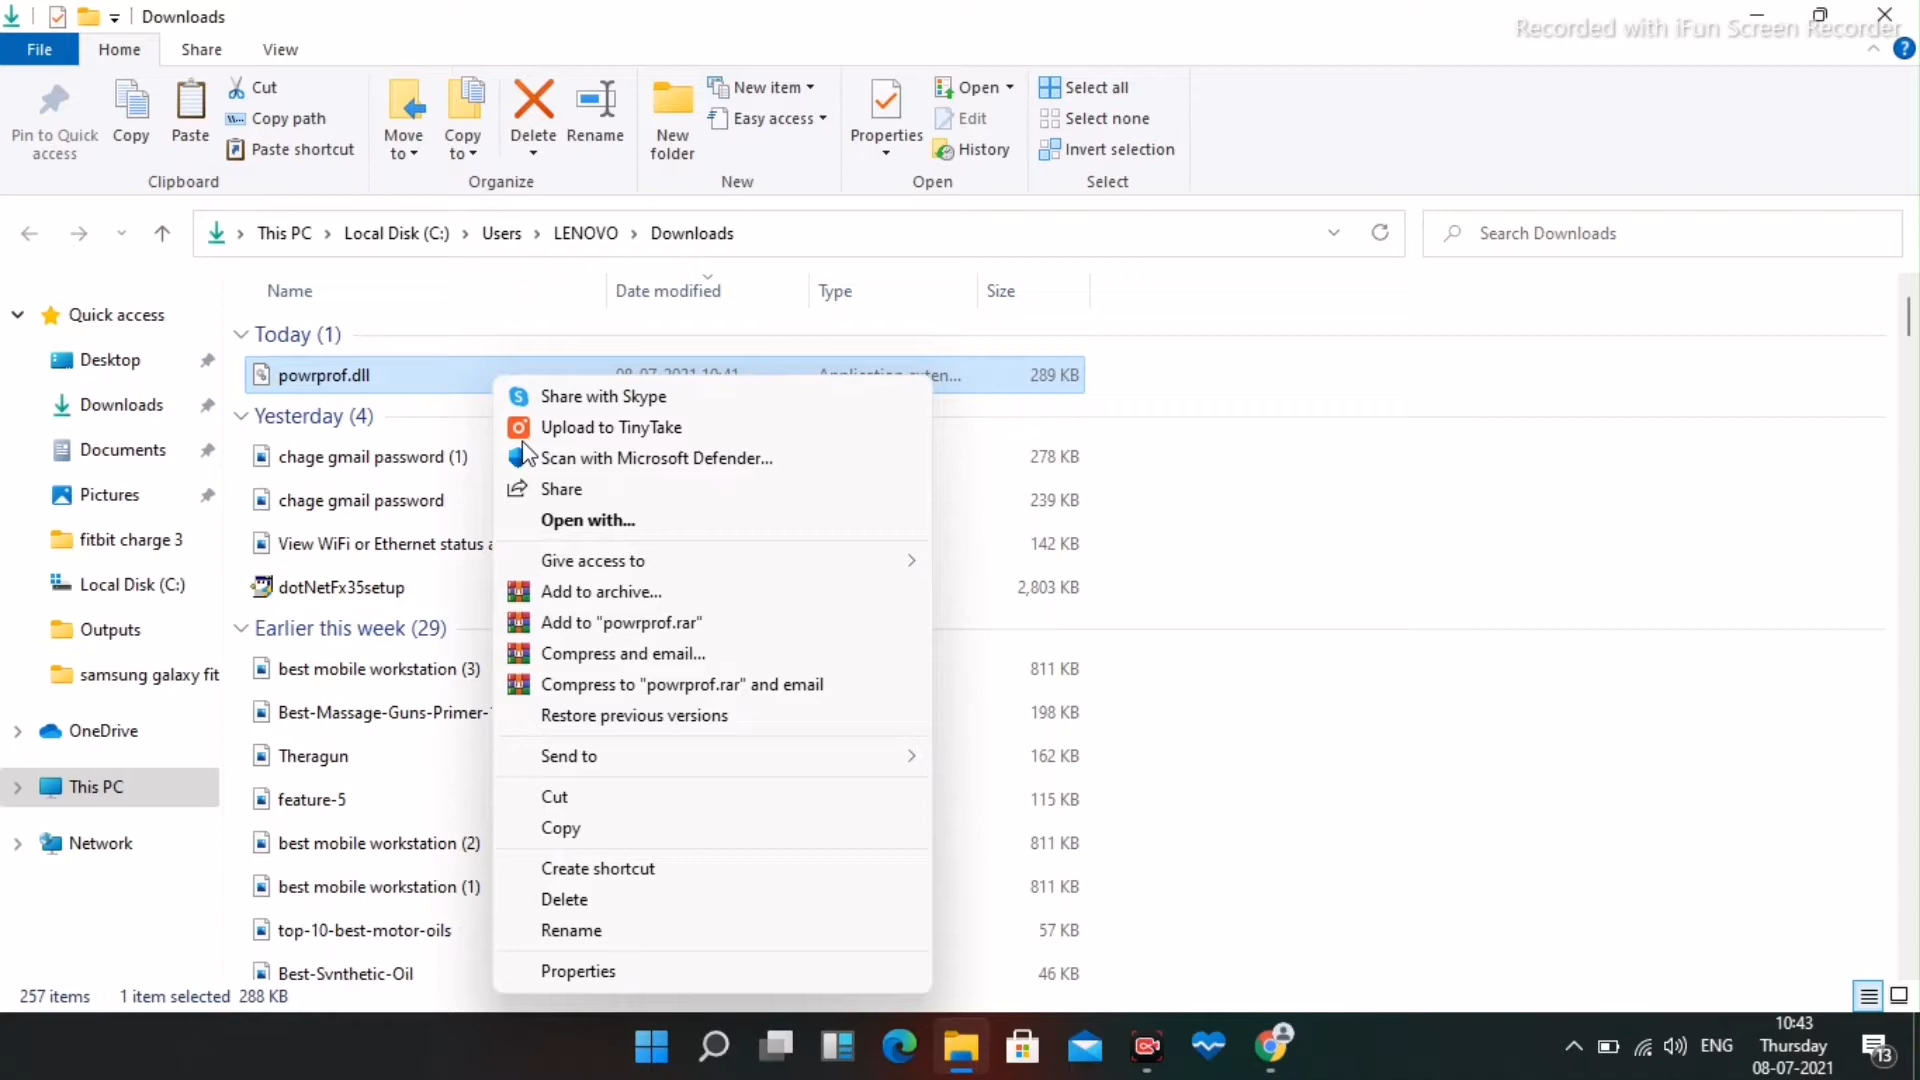 Downloads
Recorded with iFun Screen Recorder
File Home Share View
Pin to Quick access
Copy
Paste
Cut
Copy path
Paste shortcut
Clipboard
Move to
Copy to
Delete
Rename
Organize
New folder
New item
Easy access
New
Properties
Open
Edit
History
Open
Select all
Select none
Invert selection
Select
This PC > Local Disk (C:) > Users > LENOVO > Downloads
Search Downloads
Name Date modified Type Size
Quick access
Desktop
Downloads
Documents
Pictures
fitbit charge 3
Local Disk (C:)
Outputs
samsung galaxy fit
OneDrive
This PC
Network
Today (1)
powrprof.dll 289 KB
Yesterday (4)
chage gmail password (1) 278 KB
chage gmail password 239 KB
View WiFi or Ethernet status a 142 KB
dotNetFx35setup 2,803 KB
Earlier this week (29)
best mobile workstation (3) 811 KB
Best-Massage-Guns-Primer- 198 KB
Theragun 162 KB
feature-5 115 KB
best mobile workstation (2) 811 KB
best mobile workstation (1) 811 KB
top-10-best-motor-oils 57 KB
Best-Synthetic-Oil 46 KB
Share with Skype
Upload to TinyTake
Scan with Microsoft Defender...
Share
Open with...
Give access to
Add to archive...
Add to "powrprof.rar"
Compress and email...
Compress to "powrprof.rar" and email
Restore previous versions
Send to
Cut
Copy
Create shortcut
Delete
Rename
Properties
257 items 1 item selected 288 KB
ENG
10:43
Thursday
08-07-2021
13